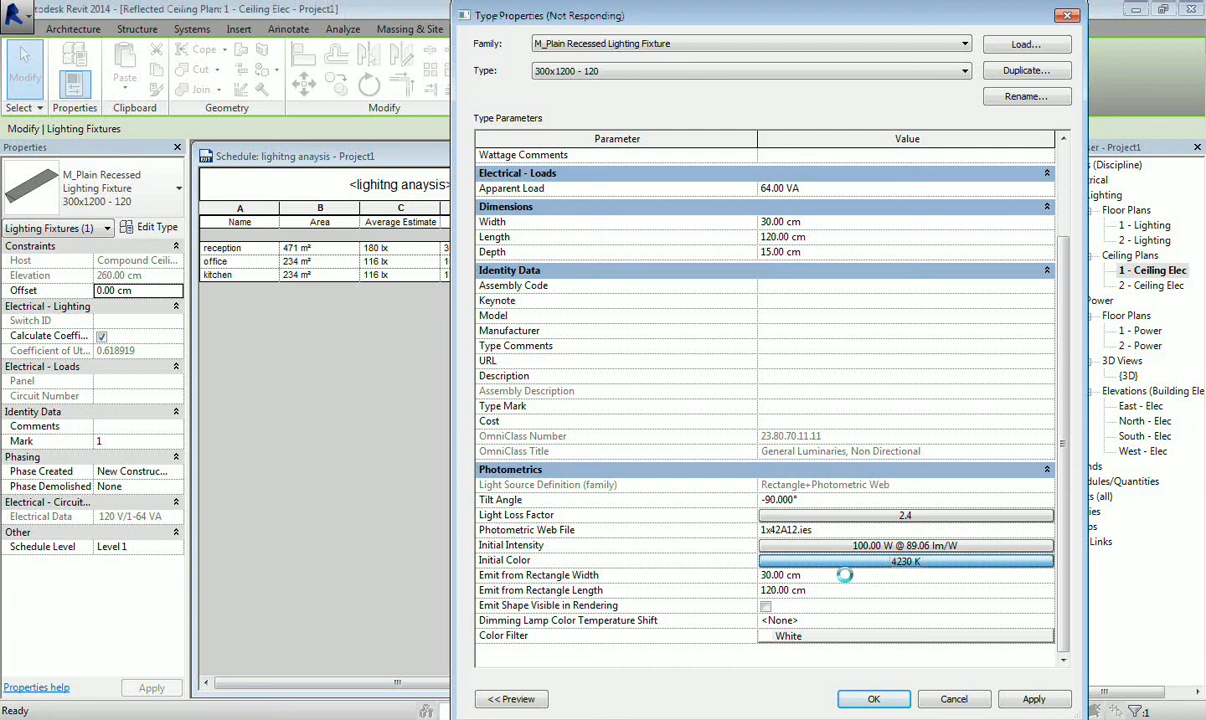 Autodesk Revit 2014 - [Reflected Ceiling Plan: 1 - Ceiling Elec - Project1]
Architecture Structure Systems Insert Annotate Analyze Massing & Site
Modify
Paste
Cope
Cut
Join
Select Properties Clipboard Geometry Modify
Modify | Lighting Fixtures
Properties
M_Plain Recessed
Lighting Fixture
300x1200 - 120
Lighting Fixtures (1) Edit Type
Constraints
Host Compound Ceili...
Elevation 260.00 cm
Offset 0.00 cm
Electrical - Lighting
Switch ID
Calculate Coeffi...
Coefficient of Ut... 0.618919
Electrical - Loads
Panel
Circuit Number
Identity Data
Comments
Mark 1
Phasing
Phase Created New Construc...
Phase Demolished None
Electrical - Circuit...
Electrical Data 120 V/1-64 VA
Other
Schedule Level Level 1
Properties help Apply
Ready
Schedule: lighitng anaysis - Project1
<lighitng anaysis>
A B C
Name Area Average Estimate
reception 471 m² 180 lx
office 234 m² 116 lx
kitchen 234 m² 116 lx
Type Properties (Not Responding)
Family: M_Plain Recessed Lighting Fixture Load...
Type: 300x1200 - 120 Duplicate...
Rename...
Type Parameters
Parameter Value
Wattage Comments
Electrical - Loads
Apparent Load 64.00 VA
Dimensions
Width 30.00 cm
Length 120.00 cm
Depth 15.00 cm
Identity Data
Assembly Code
Keynote
Model
Manufacturer
Type Comments
URL
Description
Assembly Description
Type Mark
Cost
OmniClass Number 23.80.70.11.11
OmniClass Title General Luminaries, Non Directional
Photometrics
Light Source Definition (family) Rectangle+Photometric Web
Tilt Angle -90.000°
Light Loss Factor 2.4
Photometric Web File 1x42A12.ies
Initial Intensity 100.00 W @ 89.06 lm/W
Initial Color 4230 K
Emit from Rectangle Width 30.00 cm
Emit from Rectangle Length 120.00 cm
Emit Shape Visible in Rendering
Dimming Lamp Color Temperature Shift <None>
Color Filter White
<< Preview OK Cancel Apply
ser - Project1
(Discipline)
rical
ghting
Floor Plans
1 - Lighting
2 - Lighting
Ceiling Plans
1 - Ceiling Elec
2 - Ceiling Elec
Power
Floor Plans
1 - Power
2 - Power
3D Views
{3D}
Elevations (Building Ele
East - Elec
North - Elec
South - Elec
West - Elec
nds
dules/Quantities
s (all)
es
ps
Links
:1